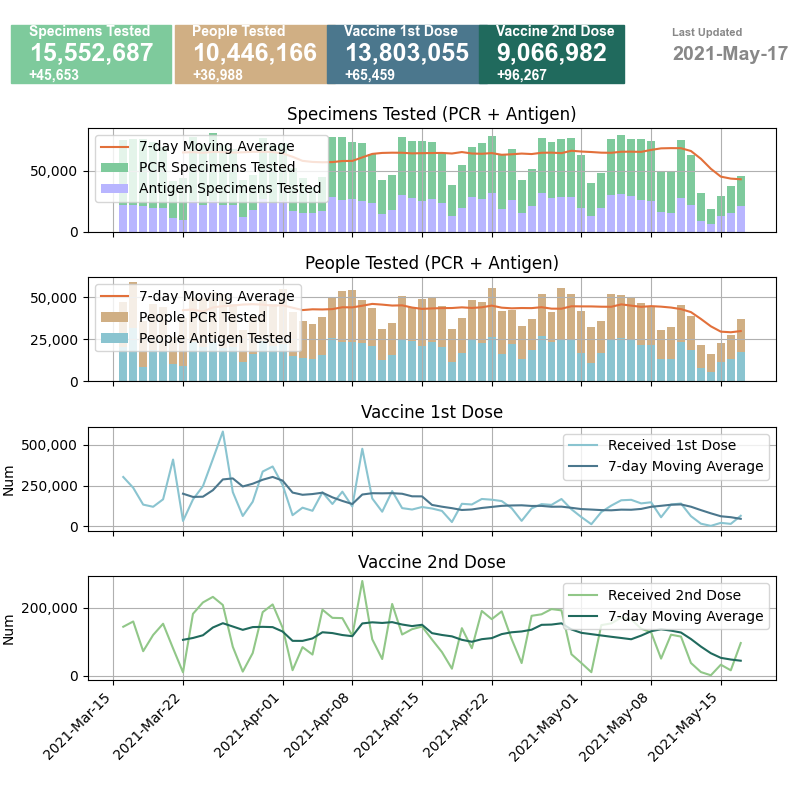 Specimens Tested
15,552,687
+45,653
People Tested
10,446,166
+36,988
Vaccine 1st Dose
13,803,055
+65,459
Vaccine 2nd Dose
9,066,982
+96,267
Last Updated
2021-May-17
Specimens Tested (PCR + Antigen)
7-day Moving Average
PCR Specimens Tested
Antigen Specimens Tested
50,000
0
People Tested (PCR + Antigen)
7-day Moving Average
People PCR Tested
People Antigen Tested
50,000
25,000
0
Vaccine 1st Dose
Received 1st Dose
7-day Moving Average
500,000
250,000
0
Num
Vaccine 2nd Dose
Received 2nd Dose
7-day Moving Average
200,000
0
Num
2021-Mar-15
2021-Mar-22
2021-Apr-01
2021-Apr-08
2021-Apr-15
2021-Apr-22
2021-May-01
2021-May-08
2021-May-15